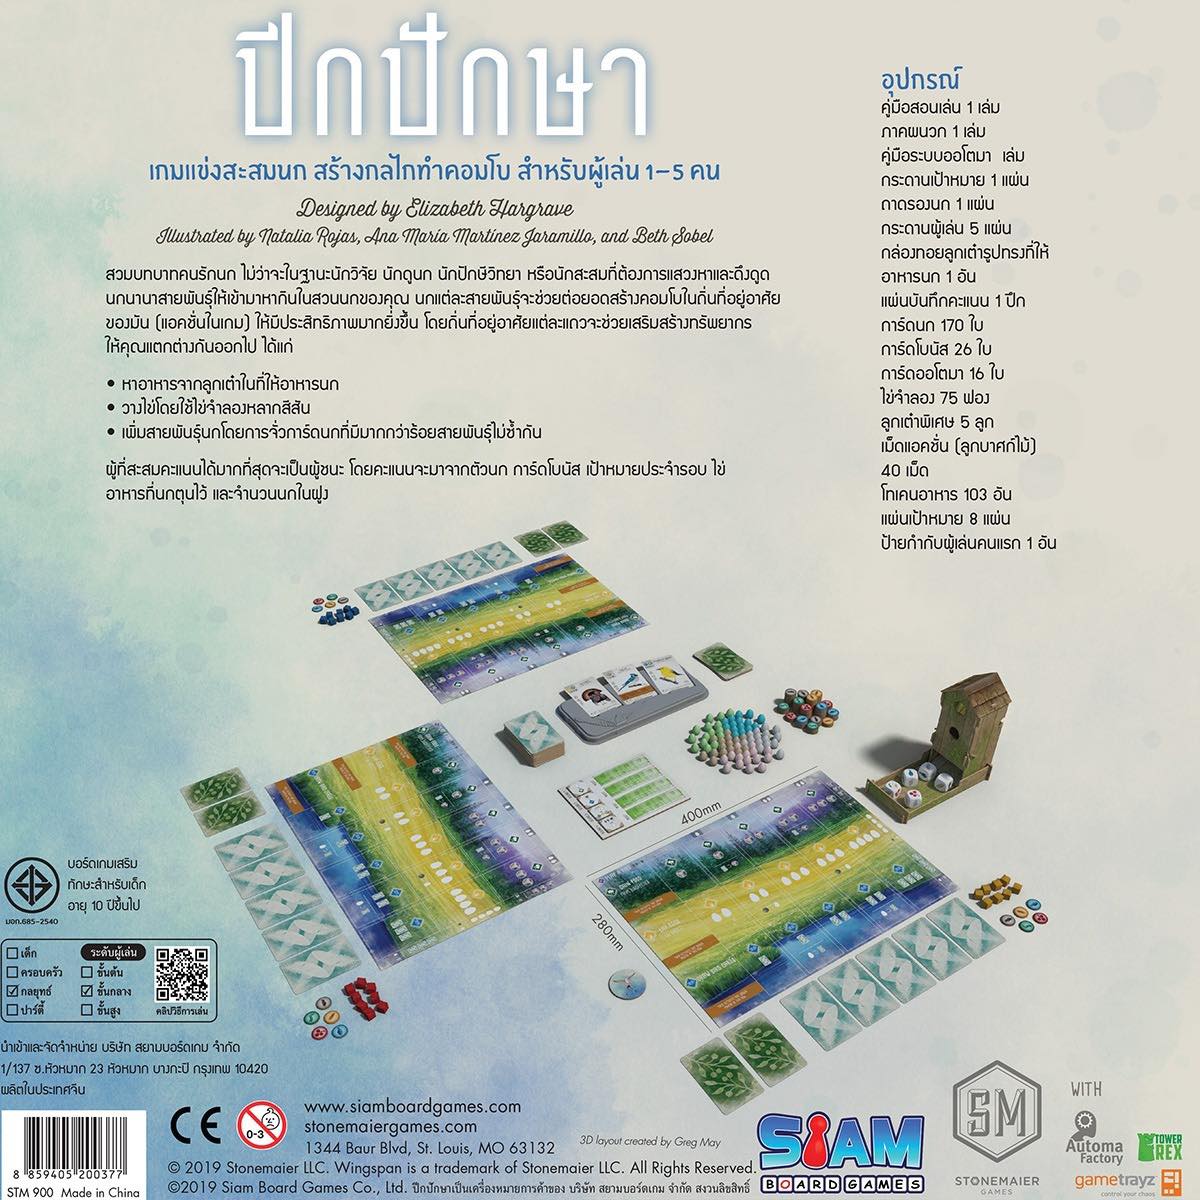 ปีกปักษา
เกมแข่งสะสมนก สร้างกลไกทำคอมโบ สำหรับผู้เล่น 1-5 คน
Designed by Elizabeth Hargrave
Illustrated by Natalia Rojas, Ana María Martínez Jaramillo, and Beth Sobel
สวมบทบาทคนรักนก ไม่ว่าจะในฐานะนักวิจัย นักดูนก นักปักษีวิทยา หรือนักสะสมที่ต้องการแสวงหาและดึงดูด
นกนานาสายพันธุ์ให้เข้ามาหากินในสวนนกของคุณ นกแต่ละสายพันธุ์จะช่วยต่อยอดสร้างคอมโบในถิ่นที่อยู่อาศัย
ของมัน (แอคชั่นในเกม) ให้มีประสิทธิภาพมากยิ่งขึ้น โดยถิ่นที่อยู่อาศัยแต่ละแถวจะช่วยเสริมสร้างทรัพยากร
ให้คุณแตกต่างกันออกไป ได้แก่
• หาอาหารจากลูกเต๋าในที่ให้อาหารนก
• วางไข่โดยใช้ไข่จำลองหลากสีสัน
• เพิ่มสายพันธุ์นกโดยการจั่วการ์ดนกที่มีมากกว่าร้อยสายพันธุ์ไม่ซ้ำกัน
ผู้ที่สะสมคะแนนได้มากที่สุดจะเป็นผู้ชนะ โดยคะแนนจะมาจากตัวนก การ์ดโบนัส เป้าหมายประจำรอบ ไข่
อาหารที่นกตุนไว้ และจำนวนนกในฝูง
อุปกรณ์
คู่มือสอนเล่น 1 เล่ม
ภาคผนวก 1 เล่ม
คู่มือระบบออโตมา เล่ม
กระดานเป้าหมาย 1 แผ่น
ถาดรองนก 1 แผ่น
กระดานผู้เล่น 5 แผ่น
กล่องทอยลูกเต๋ารูปทรงที่ให้
อาหารนก 1 อัน
แผ่นบันทึกคะแนน 1 ปึก
การ์ดนก 170 ใบ
การ์ดโบนัส 26 ใบ
การ์ดออโตมา 16 ใบ
ไข่จำลอง 75 ฟอง
ลูกเต๋าพิเศษ 5 ลูก
เม็ดแอคชั่น (ลูกบาศก์ไม้)
40 เม็ด
โทเคนอาหาร 103 อัน
แผ่นเป้าหมาย 8 แผ่น
ป้ายกำกับผู้เล่นคนแรก 1 อัน
400mm
280mm
มอก.685-2540
บอร์ดเกมเสริม
ทักษะสำหรับเด็ก
อายุ 10 ปีขึ้นไป
เด็ก
ครอบครัว
กลยุทธ์
ปาร์ตี้
ระดับผู้เล่น
ขั้นต้น
ขั้นกลาง
ขั้นสูง
คลิปวิธีการเล่น
นำเข้าและจัดจำหน่าย บริษัท สยามบอร์ดเกม จำกัด
1/137 ซ.หัวหมาก 23 หัวหมาก บางกะปิ กรุงเทพ 10420
ผลิตในประเทศจีน
8 859405 200377
STM 900 Made in China
CE
0-3
www.siamboardgames.com
stonemaiergames.com
1344 Baur Blvd, St. Louis, MO 63132
3D layout created by Greg May
© 2019 Stonemaier LLC. Wingspan is a trademark of Stonemaier LLC. All Rights Reserved.
©2019 Siam Board Games Co., Ltd. ปีกปักษาเป็นเครื่องหมายการค้าของ บริษัท สยามบอร์ดเกม จำกัด สงวนลิขสิทธิ์
SIAM
BOARD GAMES
SM
STONEMAIER
GAMES
WITH
Automa
Factory
TOWER
REX
gametrayz
control your chaos